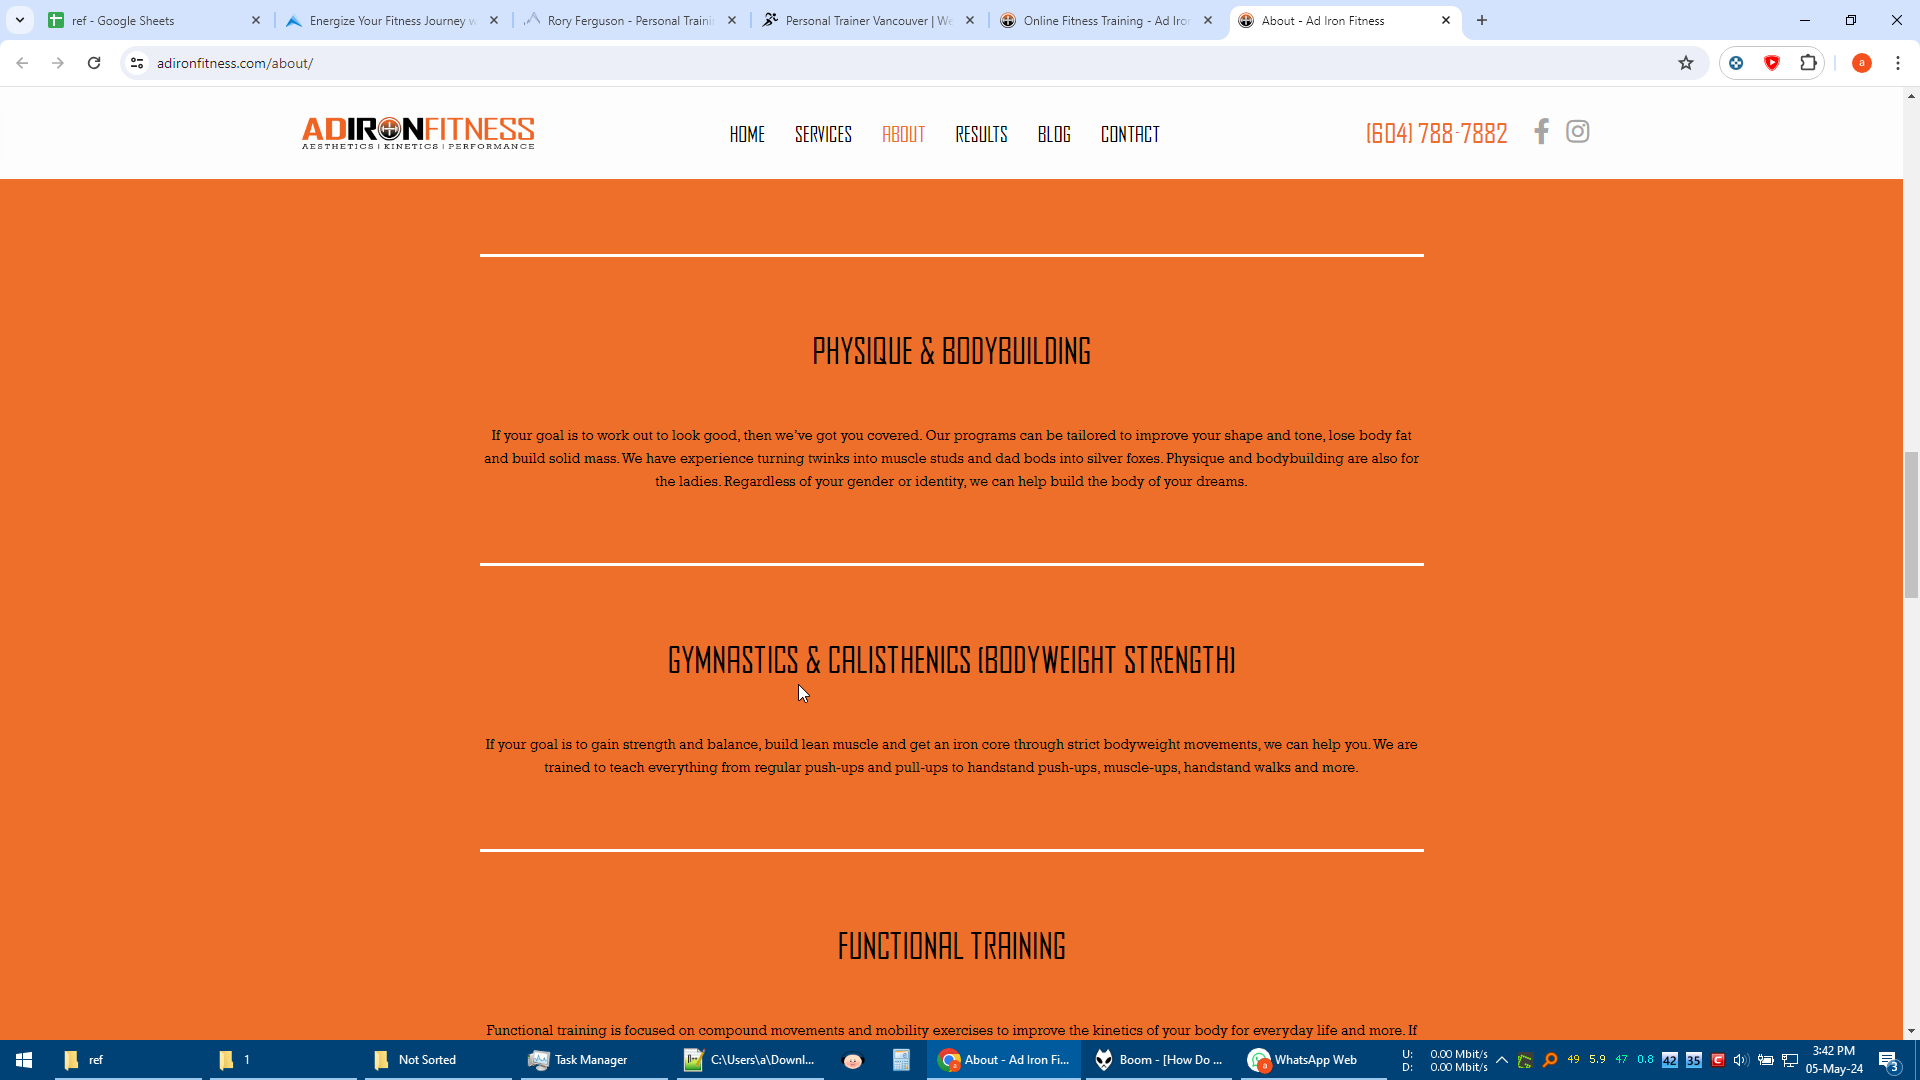 ref - Google Sheets
Energize Your Fitness Journey w
Rory Ferguson - Personal Traini
Personal Trainer Vancouver | We
Online Fitness Training - Ad Iron
About - Ad Iron Fitness
adironfitness.com/about/
a
ADIRONFITNESS
AESTHETICS | KINETICS | PERFORMANCE
HOME
SERVICES
ABOUT
RESULTS
BLOG
CONTACT
(604) 788-7882
PHYSIQUE & BODYBUILDING
If your goal is to work out to look good, then we’ve got you covered. Our programs can be tailored to improve your shape and tone, lose body fat
and build solid mass. We have experience turning twinks into muscle studs and dad bods into silver foxes. Physique and bodybuilding are also for
the ladies. Regardless of your gender or identity, we can help build the body of your dreams.
GYMNASTICS & CALISTHENICS (BODYWEIGHT STRENGTH)
If your goal is to gain strength and balance, build lean muscle and get an iron core through strict bodyweight movements, we can help you. We are
trained to teach everything from regular push-ups and pull-ups to handstand push-ups, muscle-ups, handstand walks and more.
FUNCTIONAL TRAINING
Functional training is focused on compound movements and mobility exercises to improve the kinetics of your body for everyday life and more. If
ref
1
Not Sorted
Task Manager
C:\Users\a\Downl...
About - Ad Iron Fi...
Boom - [How Do ...
WhatsApp Web
U: 0.00 Mbit/s
D: 0.00 Mbit/s
49
5.9
47
0.8
42
35
3:42 PM
05-May-24
3